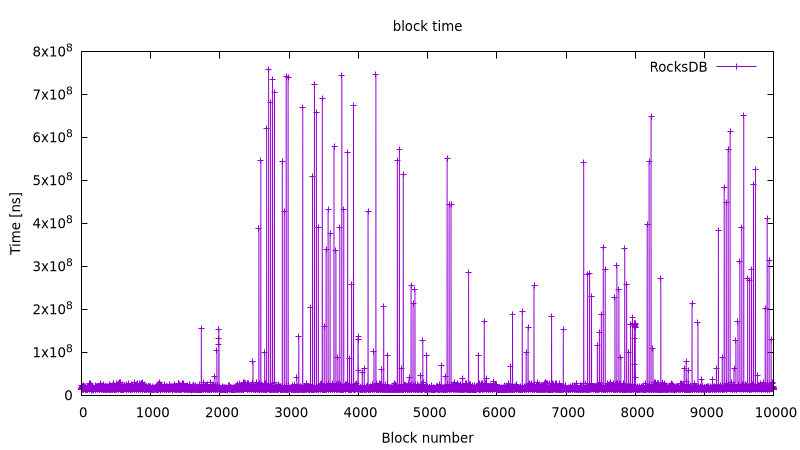 block time
RocksDB
8x10⁸
7x10⁸
6x10⁸
5x10⁸
4x10⁸
3x10⁸
2x10⁸
1x10⁸
0
Time [ns]
0 1000 2000 3000 4000 5000 6000 7000 8000 9000 10000
Block number